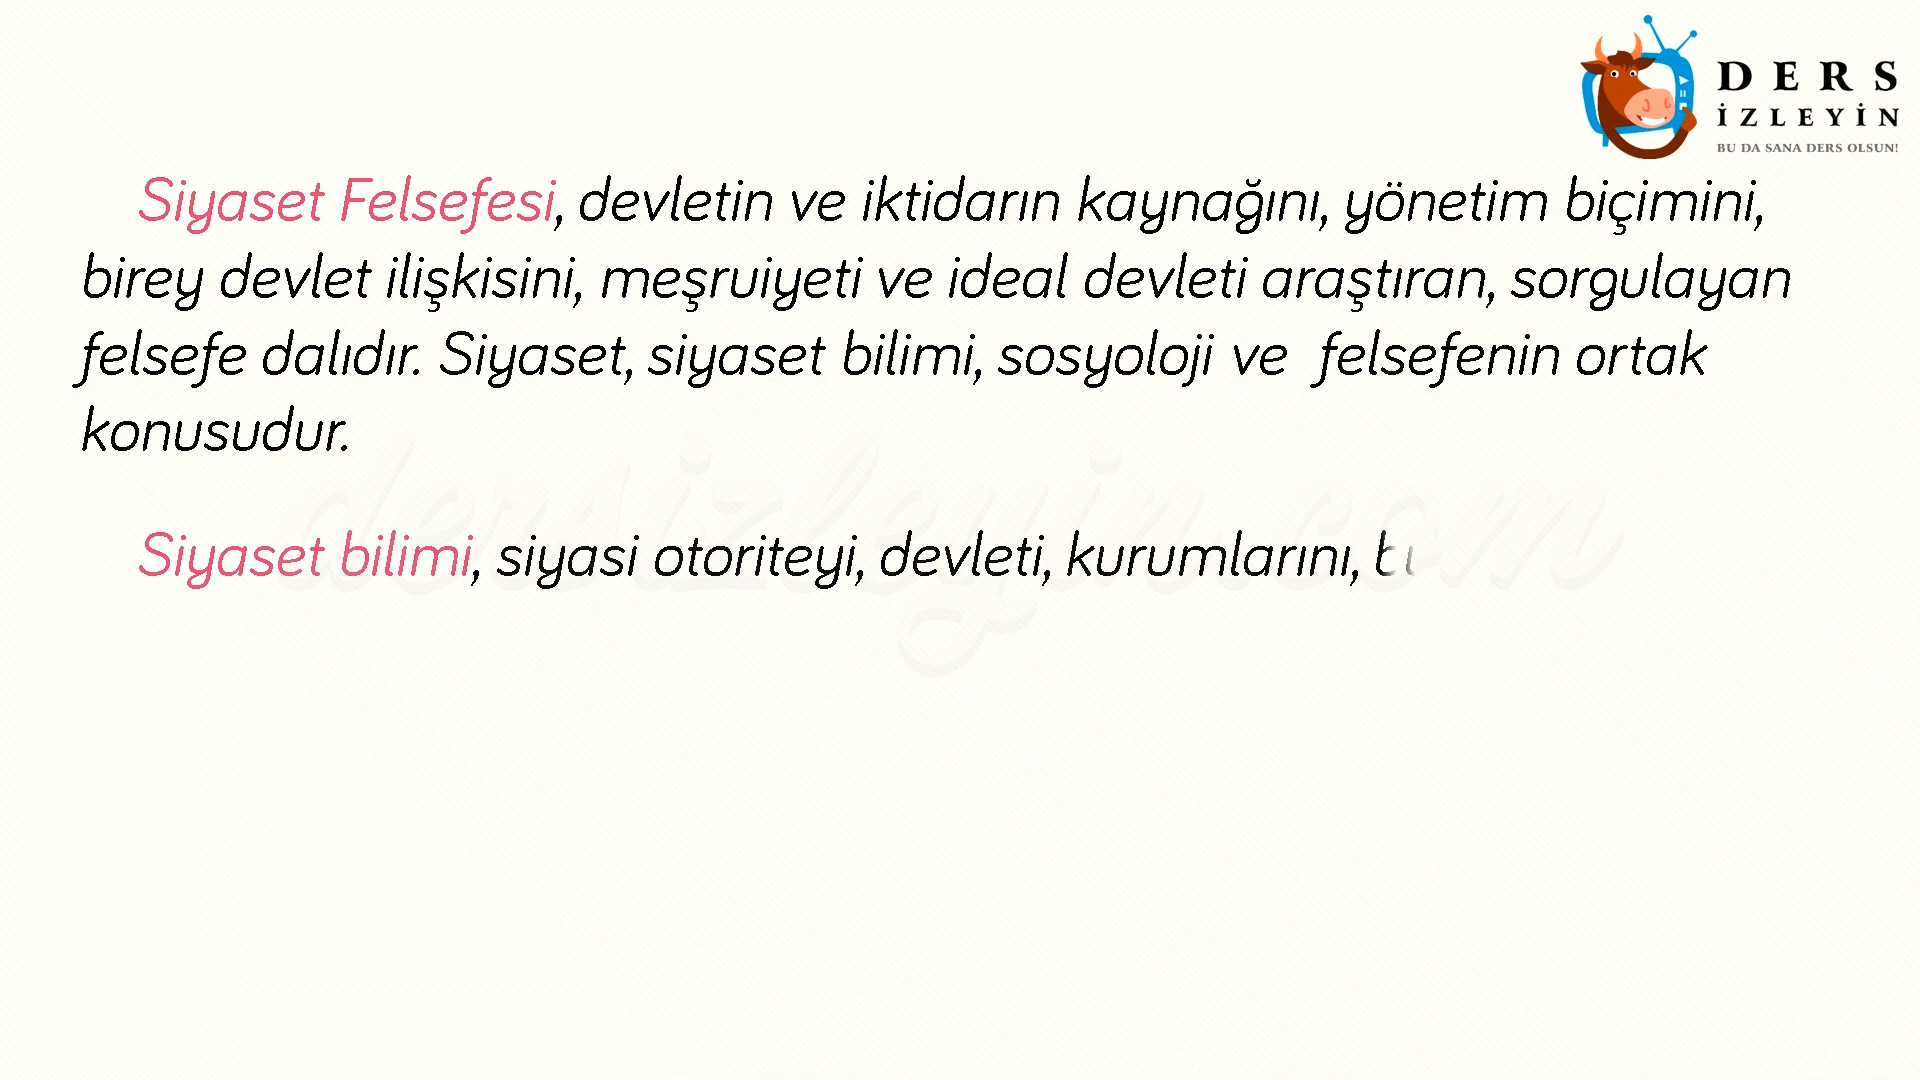 DERS
İZLEYİN
BU DA SANA DERS OLSUN!
Siyaset Felsefesi, devletin ve iktidarın kaynağını, yönetim biçimini,
birey devlet ilişkisini, meşruiyeti ve ideal devleti araştıran, sorgulayan
felsefe dalıdır. Siyaset, siyaset bilimi, sosyoloji ve felsefenin ortak
konusudur.
dersizleyin.com
Siyaset bilimi, siyasi otoriteyi, devleti, kurumlarını,